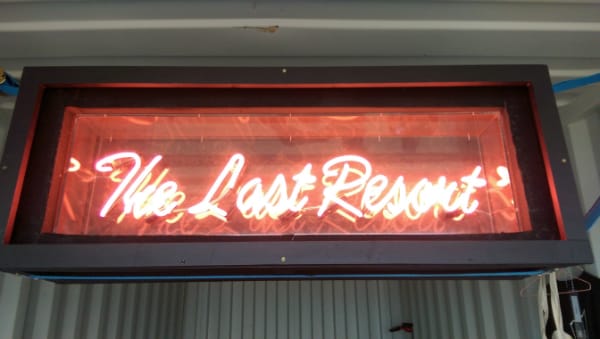 The Last Resort